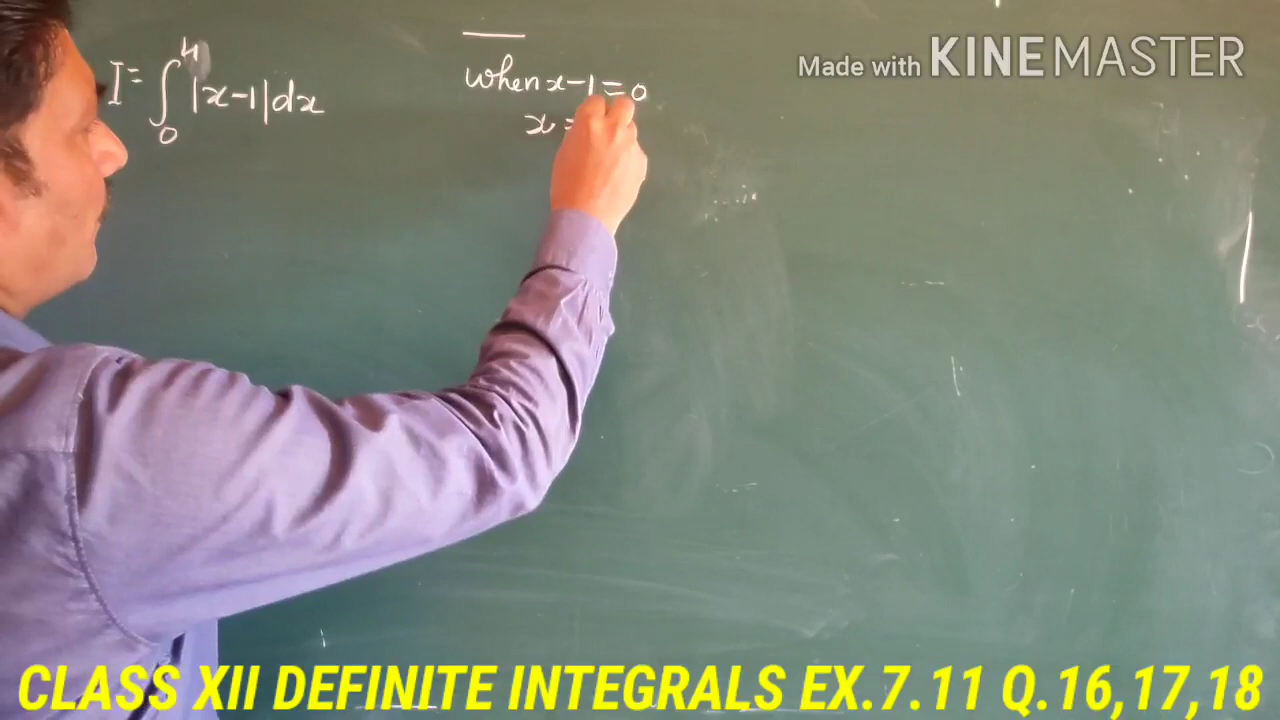 Made with KINEMASTER
I = ∫₀⁴ |x-1|dx
when x-1=0
x=
CLASS XII DEFINITE INTEGRALS EX.7.11 Q.16,17,18